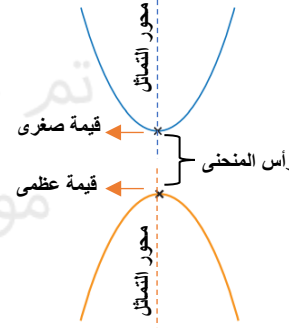 محور التماثل
قيمة صغرى
رأس المنحنى
قيمة عظمى
محور التماثل